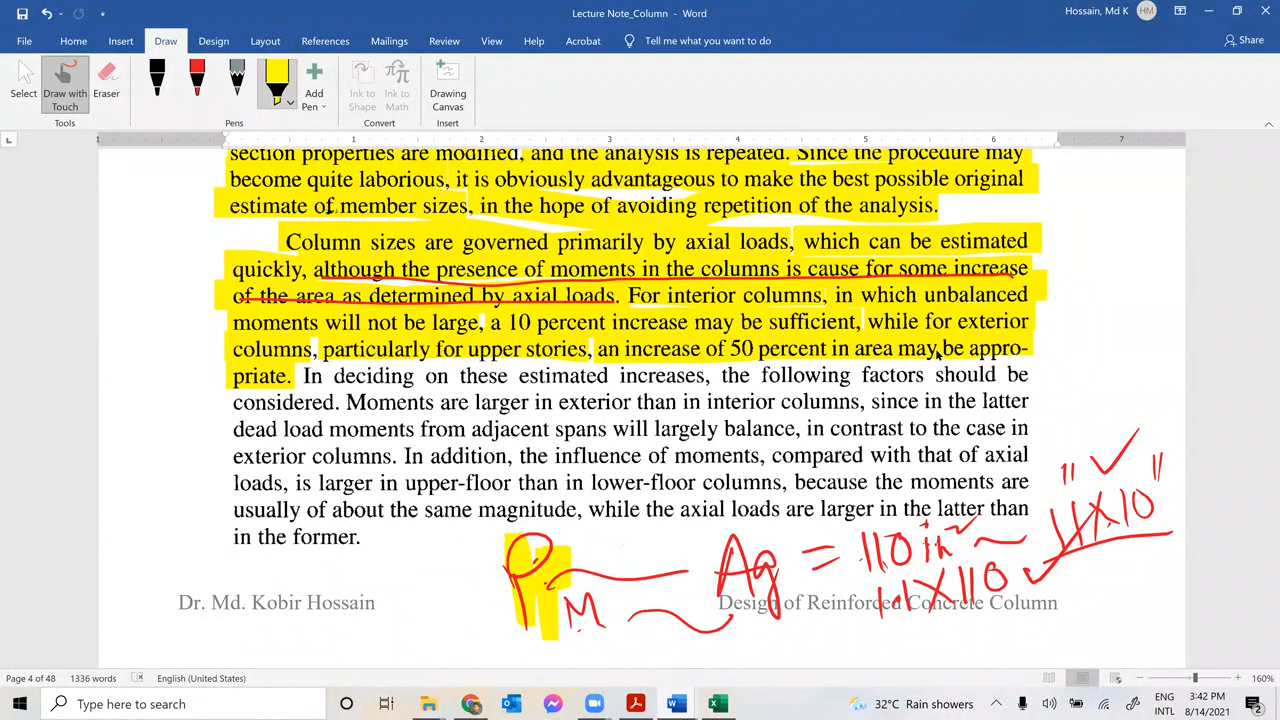 Lecture Note_Column - Word
Hossain, Md K HM
File Home Insert Draw Design Layout References Mailings Review View Help Acrobat Tell me what you want to do Share
Select Draw with Touch Eraser Add Pen Ink to Shape Ink to Math Drawing Canvas
Tools Pens Convert Insert
1 1 2 3 4 5 6 7
section properties are modified, and the analysis is repeated. Since the procedure may
become quite laborious, it is obviously advantageous to make the best possible original
estimate of member sizes, in the hope of avoiding repetition of the analysis.
Column sizes are governed primarily by axial loads, which can be estimated
quickly, although the presence of moments in the columns is cause for some increase
of the area as determined by axial loads. For interior columns, in which unbalanced
moments will not be large, a 10 percent increase may be sufficient, while for exterior
columns, particularly for upper stories, an increase of 50 percent in area may be appro-
priate. In deciding on these estimated increases, the following factors should be
considered. Moments are larger in exterior than in interior columns, since in the latter
dead load moments from adjacent spans will largely balance, in contrast to the case in
exterior columns. In addition, the influence of moments, compared with that of axial
loads, is larger in upper-floor than in lower-floor columns, because the moments are
usually of about the same magnitude, while the axial loads are larger in the latter than
in the former.
P Ag = 110 in² 11" X 10"
M 1.1 X 110
Dr. Md. Kobir Hossain Design of Reinforced Concrete Column
Page 4 of 48 1336 words English (United States) 160%
Type here to search 32°C Rain showers ENG INTL 3:42 PM 8/14/2021 2